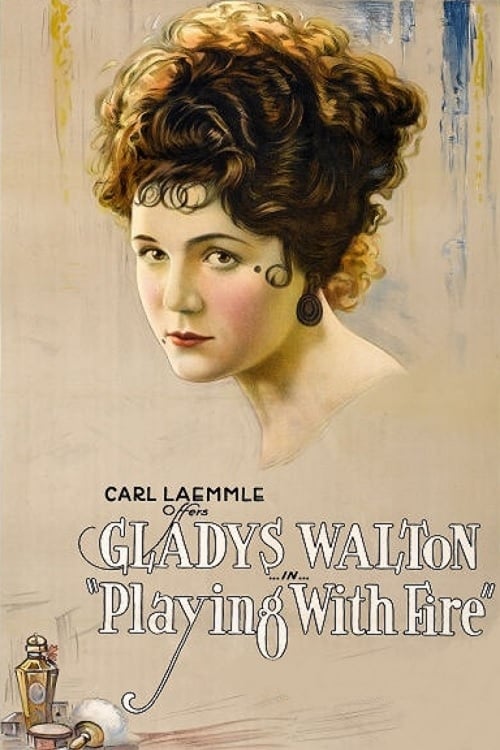 CARL LAEMMLE
Offers
GLADYS WALTON
...IN...
"Playing With Fire"